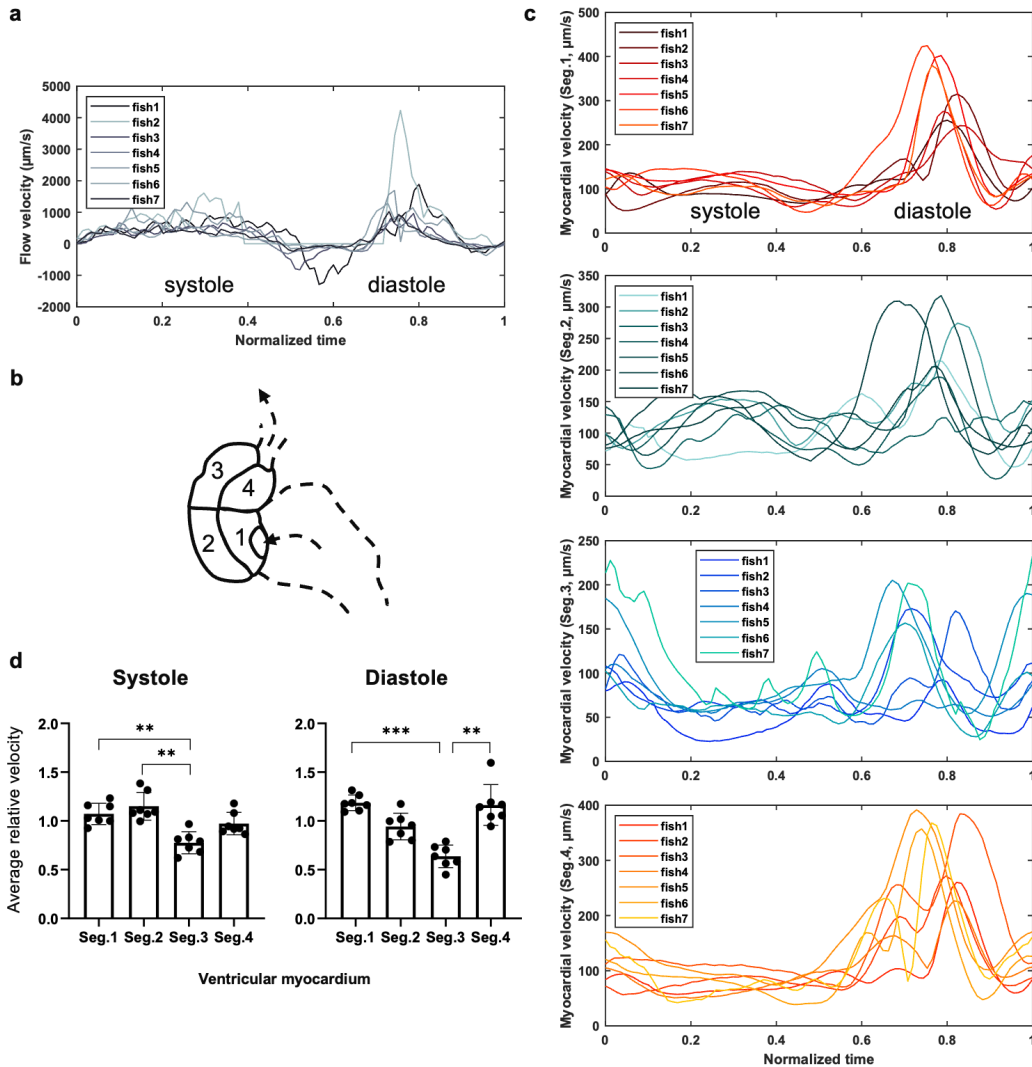 a
Flow velocity (µm/s)
5000
4000
3000
2000
1000
0
-1000
-2000
fish1
fish2
fish3
fish4
fish5
fish6
fish7
systole
diastole
0 0.2 0.4 0.6 0.8 1
Normalized time
b
3
4
1
2
d
Systole
Diastole
Average relative velocity
2.0
1.5
1.0
0.5
0.0
**
**
Seg.1 Seg.2 Seg.3 Seg.4
2.0
1.5
1.0
0.5
0.0
***
**
Seg.1 Seg.2 Seg.3 Seg.4
Ventricular myocardium
c
Myocardial velocity (Seg.1, µm/s)
500
400
300
200
100
0
fish1
fish2
fish3
fish4
fish5
fish6
fish7
systole
diastole
0 0.2 0.4 0.6 0.8 1
Myocardial velocity (Seg.2, µm/s)
350
300
250
200
150
100
50
0
fish1
fish2
fish3
fish4
fish5
fish6
fish7
0 0.2 0.4 0.6 0.8 1
Myocardial velocity (Seg.3, µm/s)
250
200
150
100
50
0
fish1
fish2
fish3
fish4
fish5
fish6
fish7
0 0.2 0.4 0.6 0.8 1
Myocardial velocity (Seg.4, µm/s)
400
300
200
100
0
fish1
fish2
fish3
fish4
fish5
fish6
fish7
0 0.2 0.4 0.6 0.8 1
Normalized time